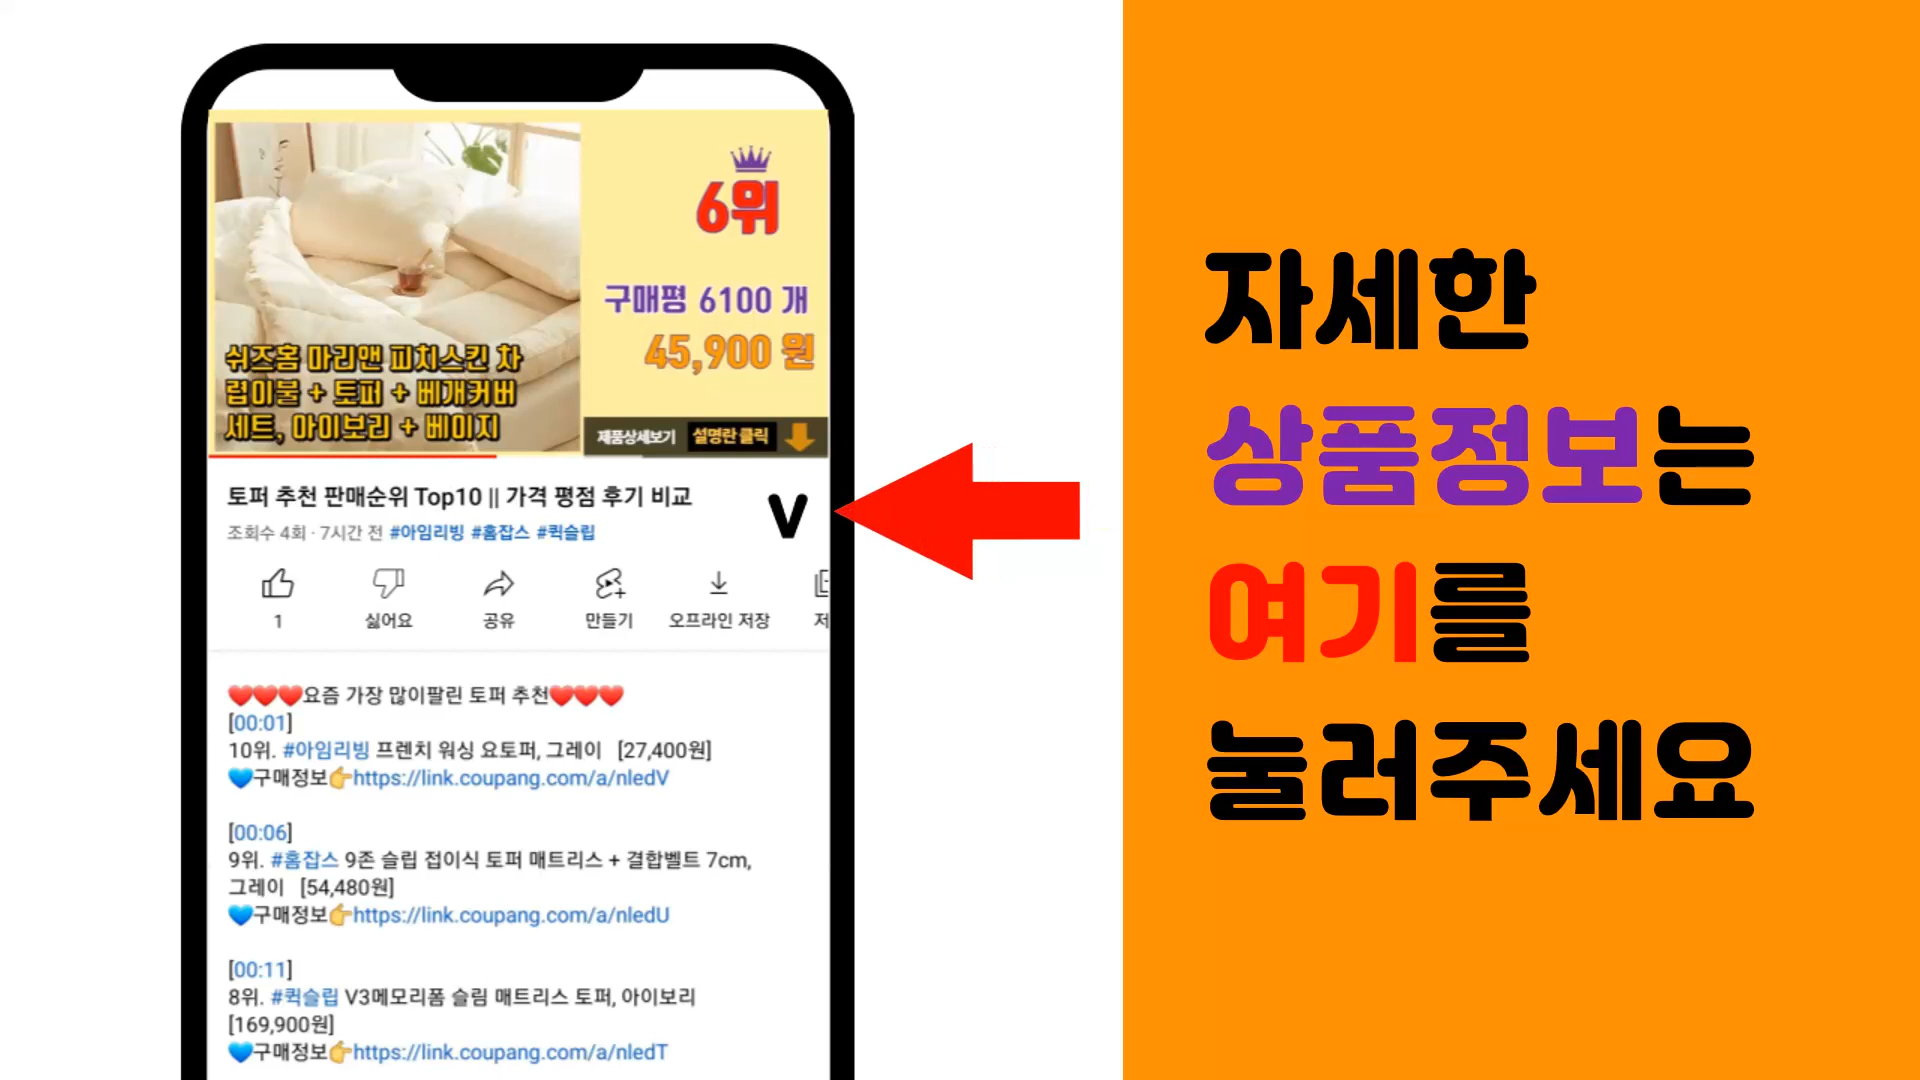 6위
구매평 6100 개
45,900 원
쉬즈홈 마리앤 피치스킨 차
렵이불 + 토퍼 + 베개커버
세트, 아이보리 + 베이지
제품상세보기 설명란 클릭
토퍼 추천 판매순위 Top10 || 가격 평점 후기 비교
조회수 4회 · 7시간 전 #아임리빙 #홈잡스 #퀵슬립
V
1 싫어요 공유 만들기 오프라인 저장 저
❤️❤️❤️요즘 가장 많이팔린 토퍼 추천❤️❤️❤️
[00:01]
10위. #아임리빙 프렌치 워싱 요토퍼, 그레이 [27,400원]
💙구매정보👉https://link.coupang.com/a/nledV
[00:06]
9위. #홈잡스 9존 슬립 접이식 토퍼 매트리스 + 결합벨트 7cm,
그레이 [54,480원]
💙구매정보👉https://link.coupang.com/a/nledU
[00:11]
8위. #퀵슬립 V3메모리폼 슬림 매트리스 토퍼, 아이보리
[169,900원]
💙구매정보👉https://link.coupang.com/a/nledT
자세한
상품정보는
여기를
눌러주세요